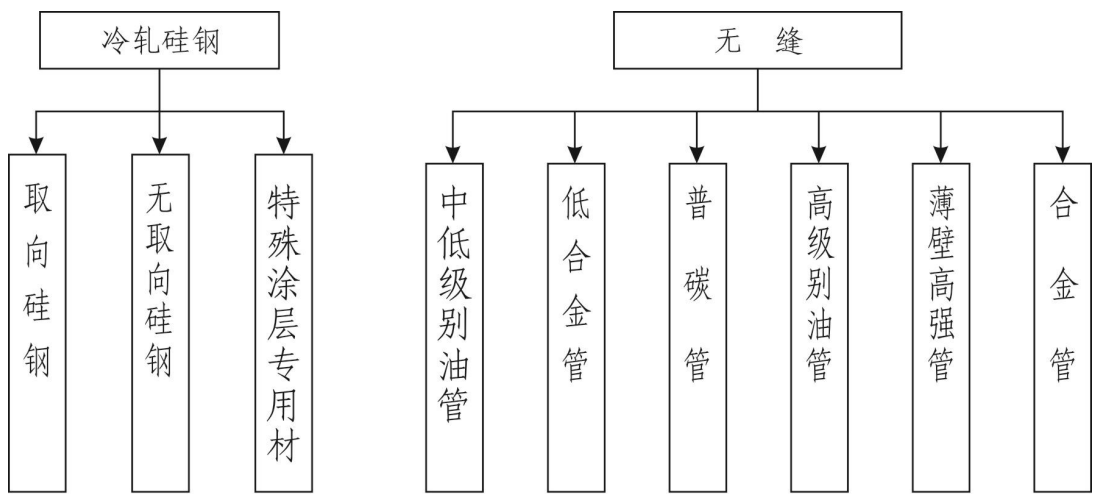 冷轧硅钢
无 缝
取向硅钢
无取向硅钢
特殊涂层专用材
中低级别油管
低合金管
普碳管
高级别油管
薄壁高强管
合金管